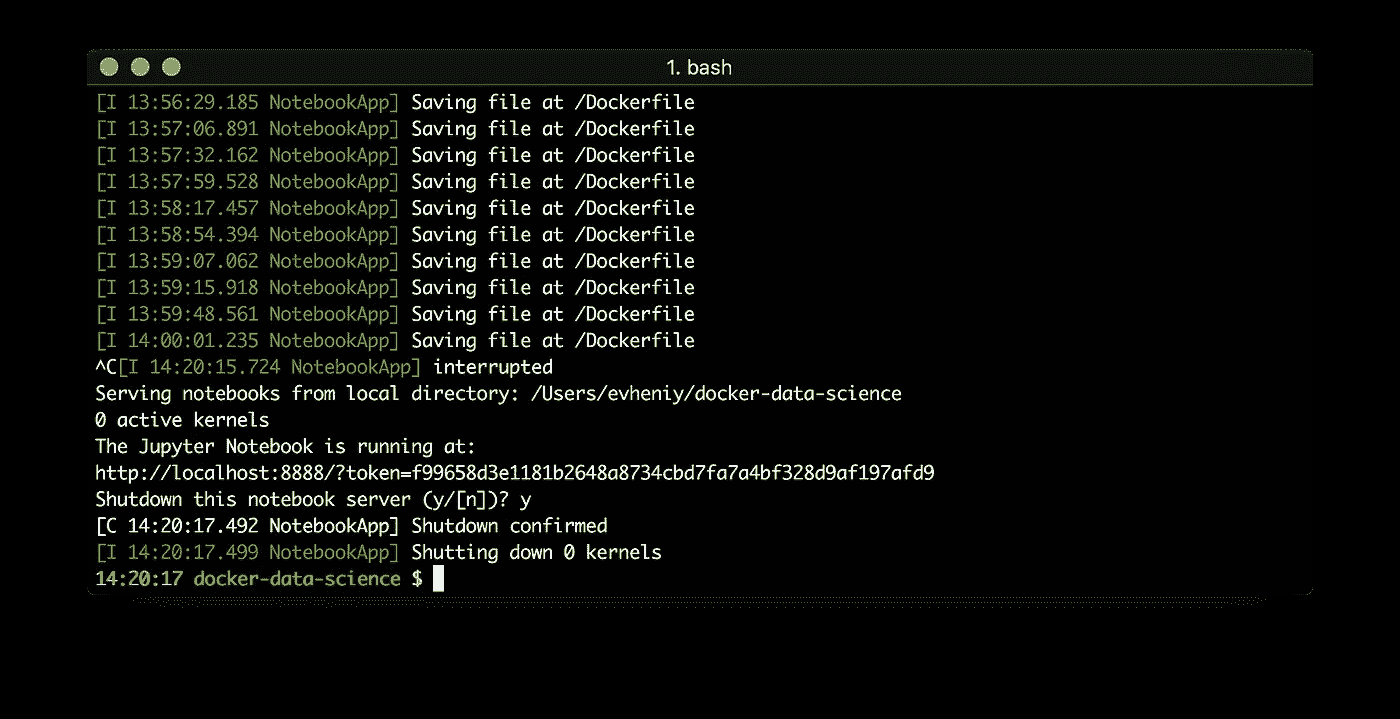 1. bash
[I 13:56:29.185 NotebookApp] Saving file at /Dockerfile
[I 13:57:06.891 NotebookApp] Saving file at /Dockerfile
[I 13:57:32.162 NotebookApp] Saving file at /Dockerfile
[I 13:57:59.528 NotebookApp] Saving file at /Dockerfile
[I 13:58:17.457 NotebookApp] Saving file at /Dockerfile
[I 13:58:54.394 NotebookApp] Saving file at /Dockerfile
[I 13:59:07.062 NotebookApp] Saving file at /Dockerfile
[I 13:59:15.918 NotebookApp] Saving file at /Dockerfile
[I 13:59:48.561 NotebookApp] Saving file at /Dockerfile
[I 14:00:01.235 NotebookApp] Saving file at /Dockerfile
^C[I 14:20:15.724 NotebookApp] interrupted
Serving notebooks from local directory: /Users/evheniy/docker-data-science
0 active kernels
The Jupyter Notebook is running at:
http://localhost:8888/?token=f99658d3e1181b2648a8734cbd7fa7a4bf328d9af197afd9
Shutdown this notebook server (y/[n])? y
[C 14:20:17.492 NotebookApp] Shutdown confirmed
[I 14:20:17.499 NotebookApp] Shutting down 0 kernels
14:20:17 docker-data-science $